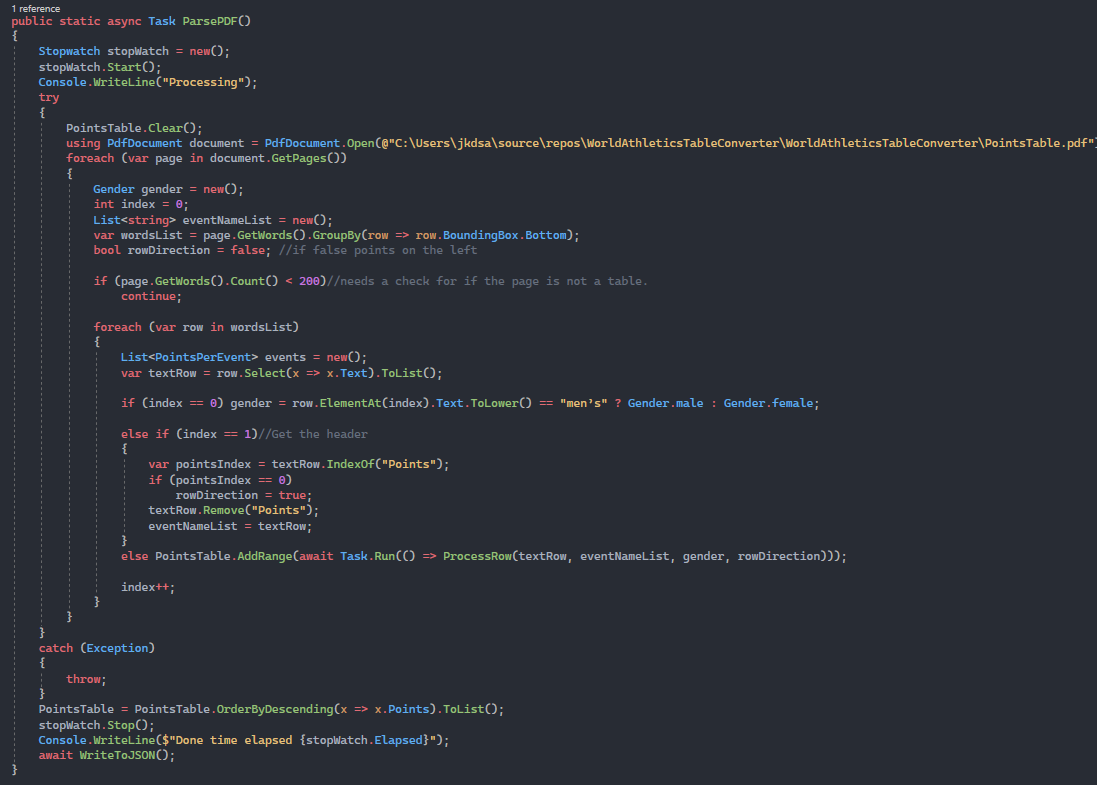 1 reference
public static async Task ParsePDF()
{
Stopwatch stopWatch = new();
stopWatch.Start();
Console.WriteLine("Processing");
try
{
PointsTable.Clear();
using PdfDocument document = PdfDocument.Open(@"C:\Users\jkdsa\source\repos\WorldAthleticsTableConverter\WorldAthleticsTableConverter\PointsTable.pdf")
foreach (var page in document.GetPages())
{
Gender gender = new();
int index = 0;
List<string> eventNameList = new();
var wordsList = page.GetWords().GroupBy(row => row.BoundingBox.Bottom);
bool rowDirection = false; //if false points on the left
if (page.GetWords().Count() < 200)//needs a check for if the page is not a table.
continue;
foreach (var row in wordsList)
{
List<PointsPerEvent> events = new();
var textRow = row.Select(x => x.Text).ToList();
if (index == 0) gender = row.ElementAt(index).Text.ToLower() == "men's" ? Gender.male : Gender.female;
else if (index == 1)//Get the header
{
var pointsIndex = textRow.IndexOf("Points");
if (pointsIndex == 0)
rowDirection = true;
textRow.Remove("Points");
eventNameList = textRow;
}
else PointsTable.AddRange(await Task.Run(() => ProcessRow(textRow, eventNameList, gender, rowDirection)));
index++;
}
}
}
catch (Exception)
{
throw;
}
PointsTable = PointsTable.OrderByDescending(x => x.Points).ToList();
stopWatch.Stop();
Console.WriteLine($"Done time elapsed {stopWatch.Elapsed}");
await WriteToJSON();
}